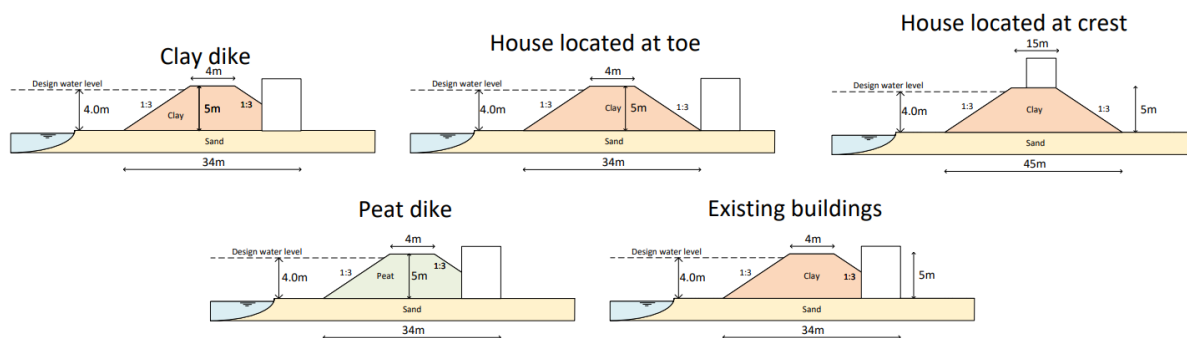 Clay dike
4m
Design water level
4.0m
1:3
5m
1:3
Clay
Sand
34m
House located at toe
4m
Design water level
4.0m
1:3
Clay
5m
1:3
Sand
34m
House located at crest
15m
Design water level
4.0m
1:3
Clay
1:3
5m
Sand
45m
Peat dike
4m
Design water level
4.0m
1:3
Peat
5m
1:3
Sand
34m
Existing buildings
4m
Design water level
4.0m
1:3
Clay
1:3
5m
Sand
34m